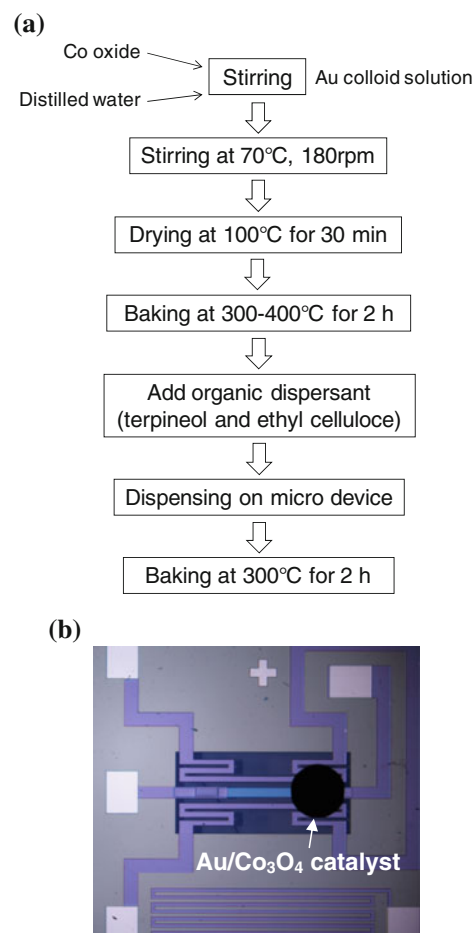 (a)
Co oxide
Distilled water
Stirring
Au colloid solution
Stirring at 70°C, 180rpm
Drying at 100°C for 30 min
Baking at 300-400°C for 2 h
Add organic dispersant
(terpineol and ethyl celluloce)
Dispensing on micro device
Baking at 300°C for 2 h
(b)
Au/Co₃O₄ catalyst